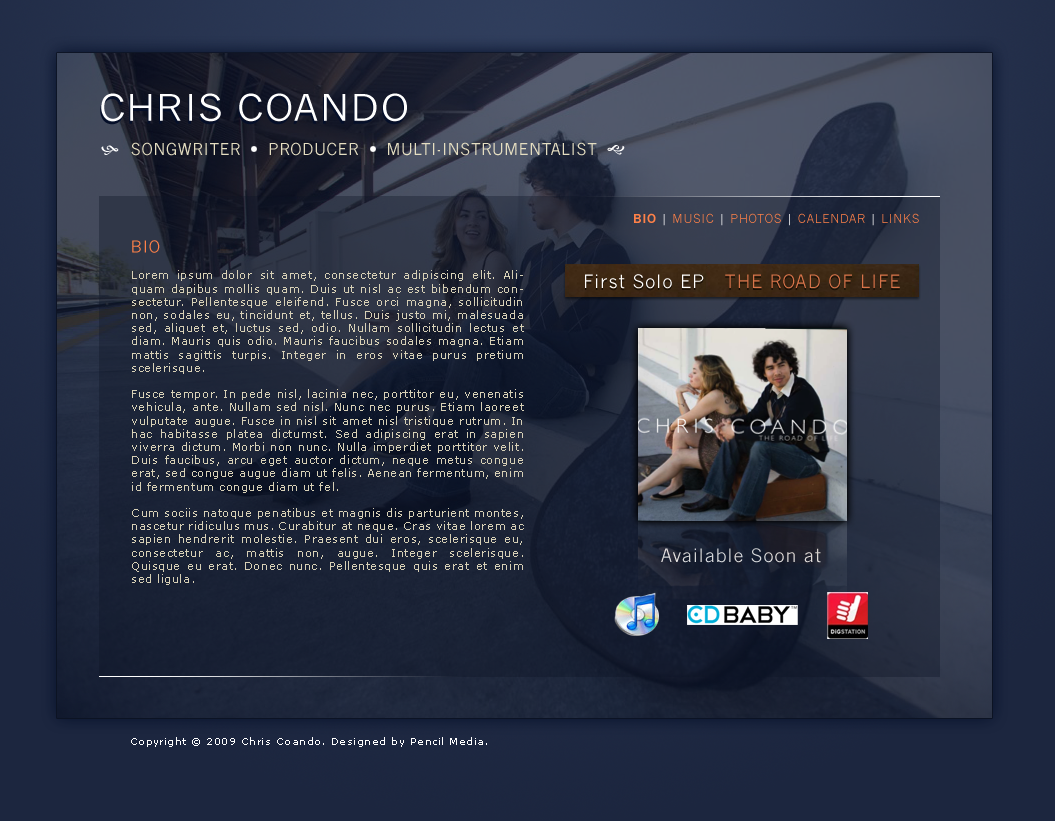 CHRIS COANDO
SONGWRITER • PRODUCER • MULTI-INSTRUMENTALIST
BIO | MUSIC | PHOTOS | CALENDAR | LINKS
BIO
Lorem ipsum dolor sit amet, consectetur adipiscing elit. Ali-
quam dapibus mollis quam. Duis ut nisl ac est bibendum con-
sectetur. Pellentesque eleifend. Fusce orci magna, sollicitudin
non, sodales eu, tincidunt et, tellus. Duis justo mi, malesuada
sed, aliquet et, luctus sed, odio. Nullam sollicitudin lectus et
diam. Mauris quis odio. Mauris faucibus sodales magna. Etiam
mattis sagittis turpis. Integer in eros vitae purus pretium
scelerisque.
Fusce tempor. In pede nisl, lacinia nec, porttitor eu, venenatis
vehicula, ante. Nullam sed nisl. Nunc nec purus. Etiam laoreet
vulputate augue. Fusce in nisl sit amet nisl tristique rutrum. In
hac habitasse platea dictumst. Sed adipiscing erat in sapien
viverra dictum. Morbi non nunc. Nulla imperdiet porttitor velit.
Duis faucibus, arcu eget auctor dictum, neque metus congue
erat, sed congue augue diam ut felis. Aenean fermentum, enim
id fermentum congue diam ut fel.
Cum sociis natoque penatibus et magnis dis parturient montes,
nascetur ridiculus mus. Curabitur at neque. Cras vitae lorem ac
sapien hendrerit molestie. Praesent dui eros, scelerisque eu,
consectetur ac, mattis non, augue. Integer scelerisque.
Quisque eu erat. Donec nunc. Pellentesque quis erat et enim
sed ligula.
First Solo EP THE ROAD OF LIFE
CHRIS COANDO
THE ROAD OF LIFE
Available Soon at
CD BABY™
DIGSTATION
Copyright © 2009 Chris Coando. Designed by Pencil Media.